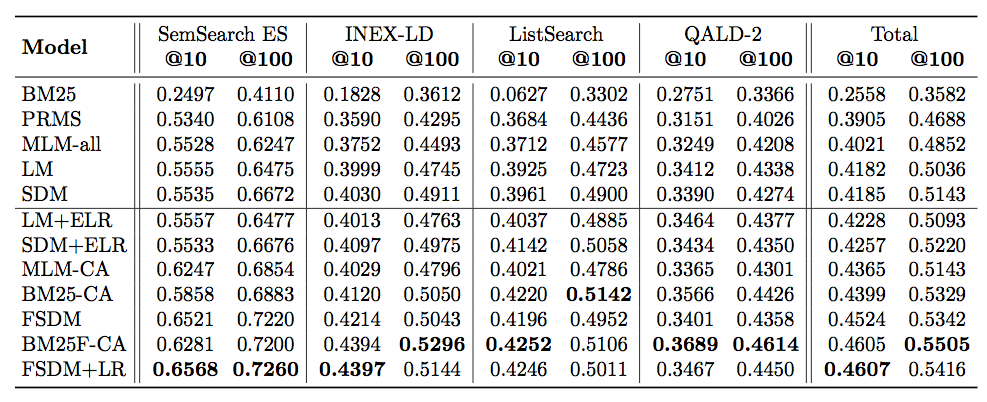 Model SemSearch ES INEX-LD ListSearch QALD-2 Total
@10 @100 @10 @100 @10 @100 @10 @100 @10 @100
BM25 0.2497 0.4110 0.1828 0.3612 0.0627 0.3302 0.2751 0.3366 0.2558 0.3582
PRMS 0.5340 0.6108 0.3590 0.4295 0.3684 0.4436 0.3151 0.4026 0.3905 0.4688
MLM-all 0.5528 0.6247 0.3752 0.4493 0.3712 0.4577 0.3249 0.4208 0.4021 0.4852
LM 0.5555 0.6475 0.3999 0.4745 0.3925 0.4723 0.3412 0.4338 0.4182 0.5036
SDM 0.5535 0.6672 0.4030 0.4911 0.3961 0.4900 0.3390 0.4274 0.4185 0.5143
LM+ELR 0.5557 0.6477 0.4013 0.4763 0.4037 0.4885 0.3464 0.4377 0.4228 0.5093
SDM+ELR 0.5533 0.6676 0.4097 0.4975 0.4142 0.5058 0.3434 0.4350 0.4257 0.5220
MLM-CA 0.6247 0.6854 0.4029 0.4796 0.4021 0.4786 0.3365 0.4301 0.4365 0.5143
BM25-CA 0.5858 0.6883 0.4120 0.5050 0.4220 0.5142 0.3566 0.4426 0.4399 0.5329
FSDM 0.6521 0.7220 0.4214 0.5043 0.4196 0.4952 0.3401 0.4358 0.4524 0.5342
BM25F-CA 0.6281 0.7200 0.4394 0.5296 0.4252 0.5106 0.3689 0.4614 0.4605 0.5505
FSDM+LR 0.6568 0.7260 0.4397 0.5144 0.4246 0.5011 0.3467 0.4450 0.4607 0.5416